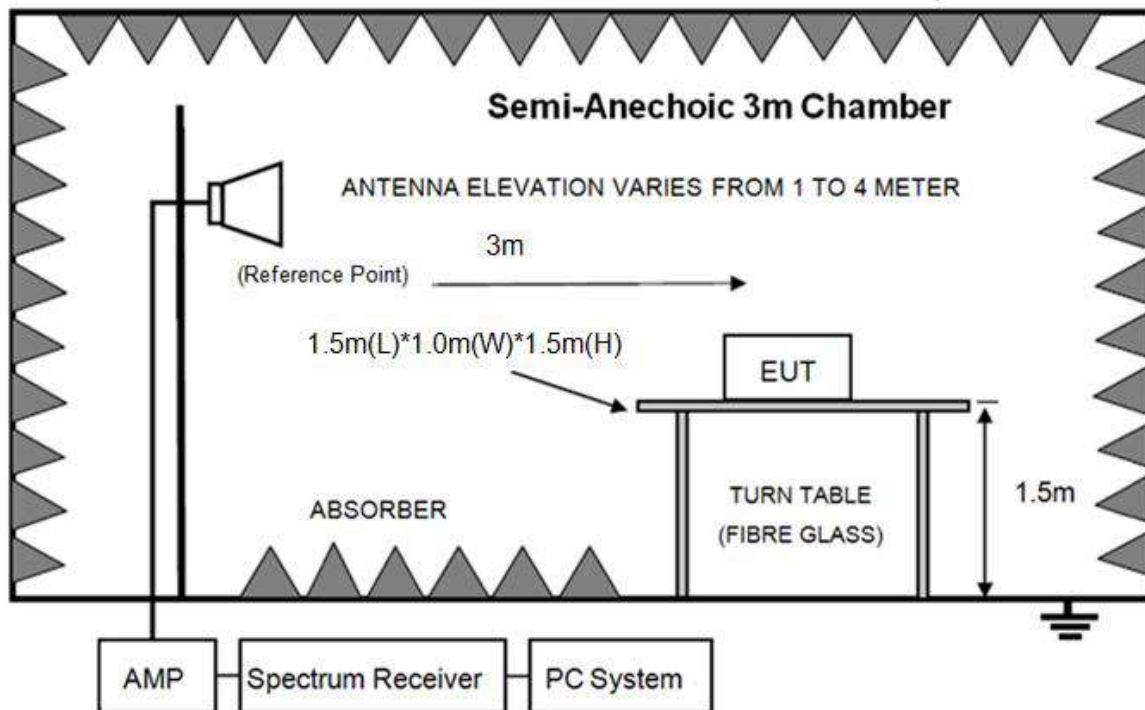 Semi-Anechoic 3m Chamber
ANTENNA ELEVATION VARIES FROM 1 TO 4 METER
3m
(Reference Point)
1.5m(L)*1.0m(W)*1.5m(H)
EUT
ABSORBER
TURN TABLE
(FIBRE GLASS)
1.5m
AMP
Spectrum Receiver
PC System